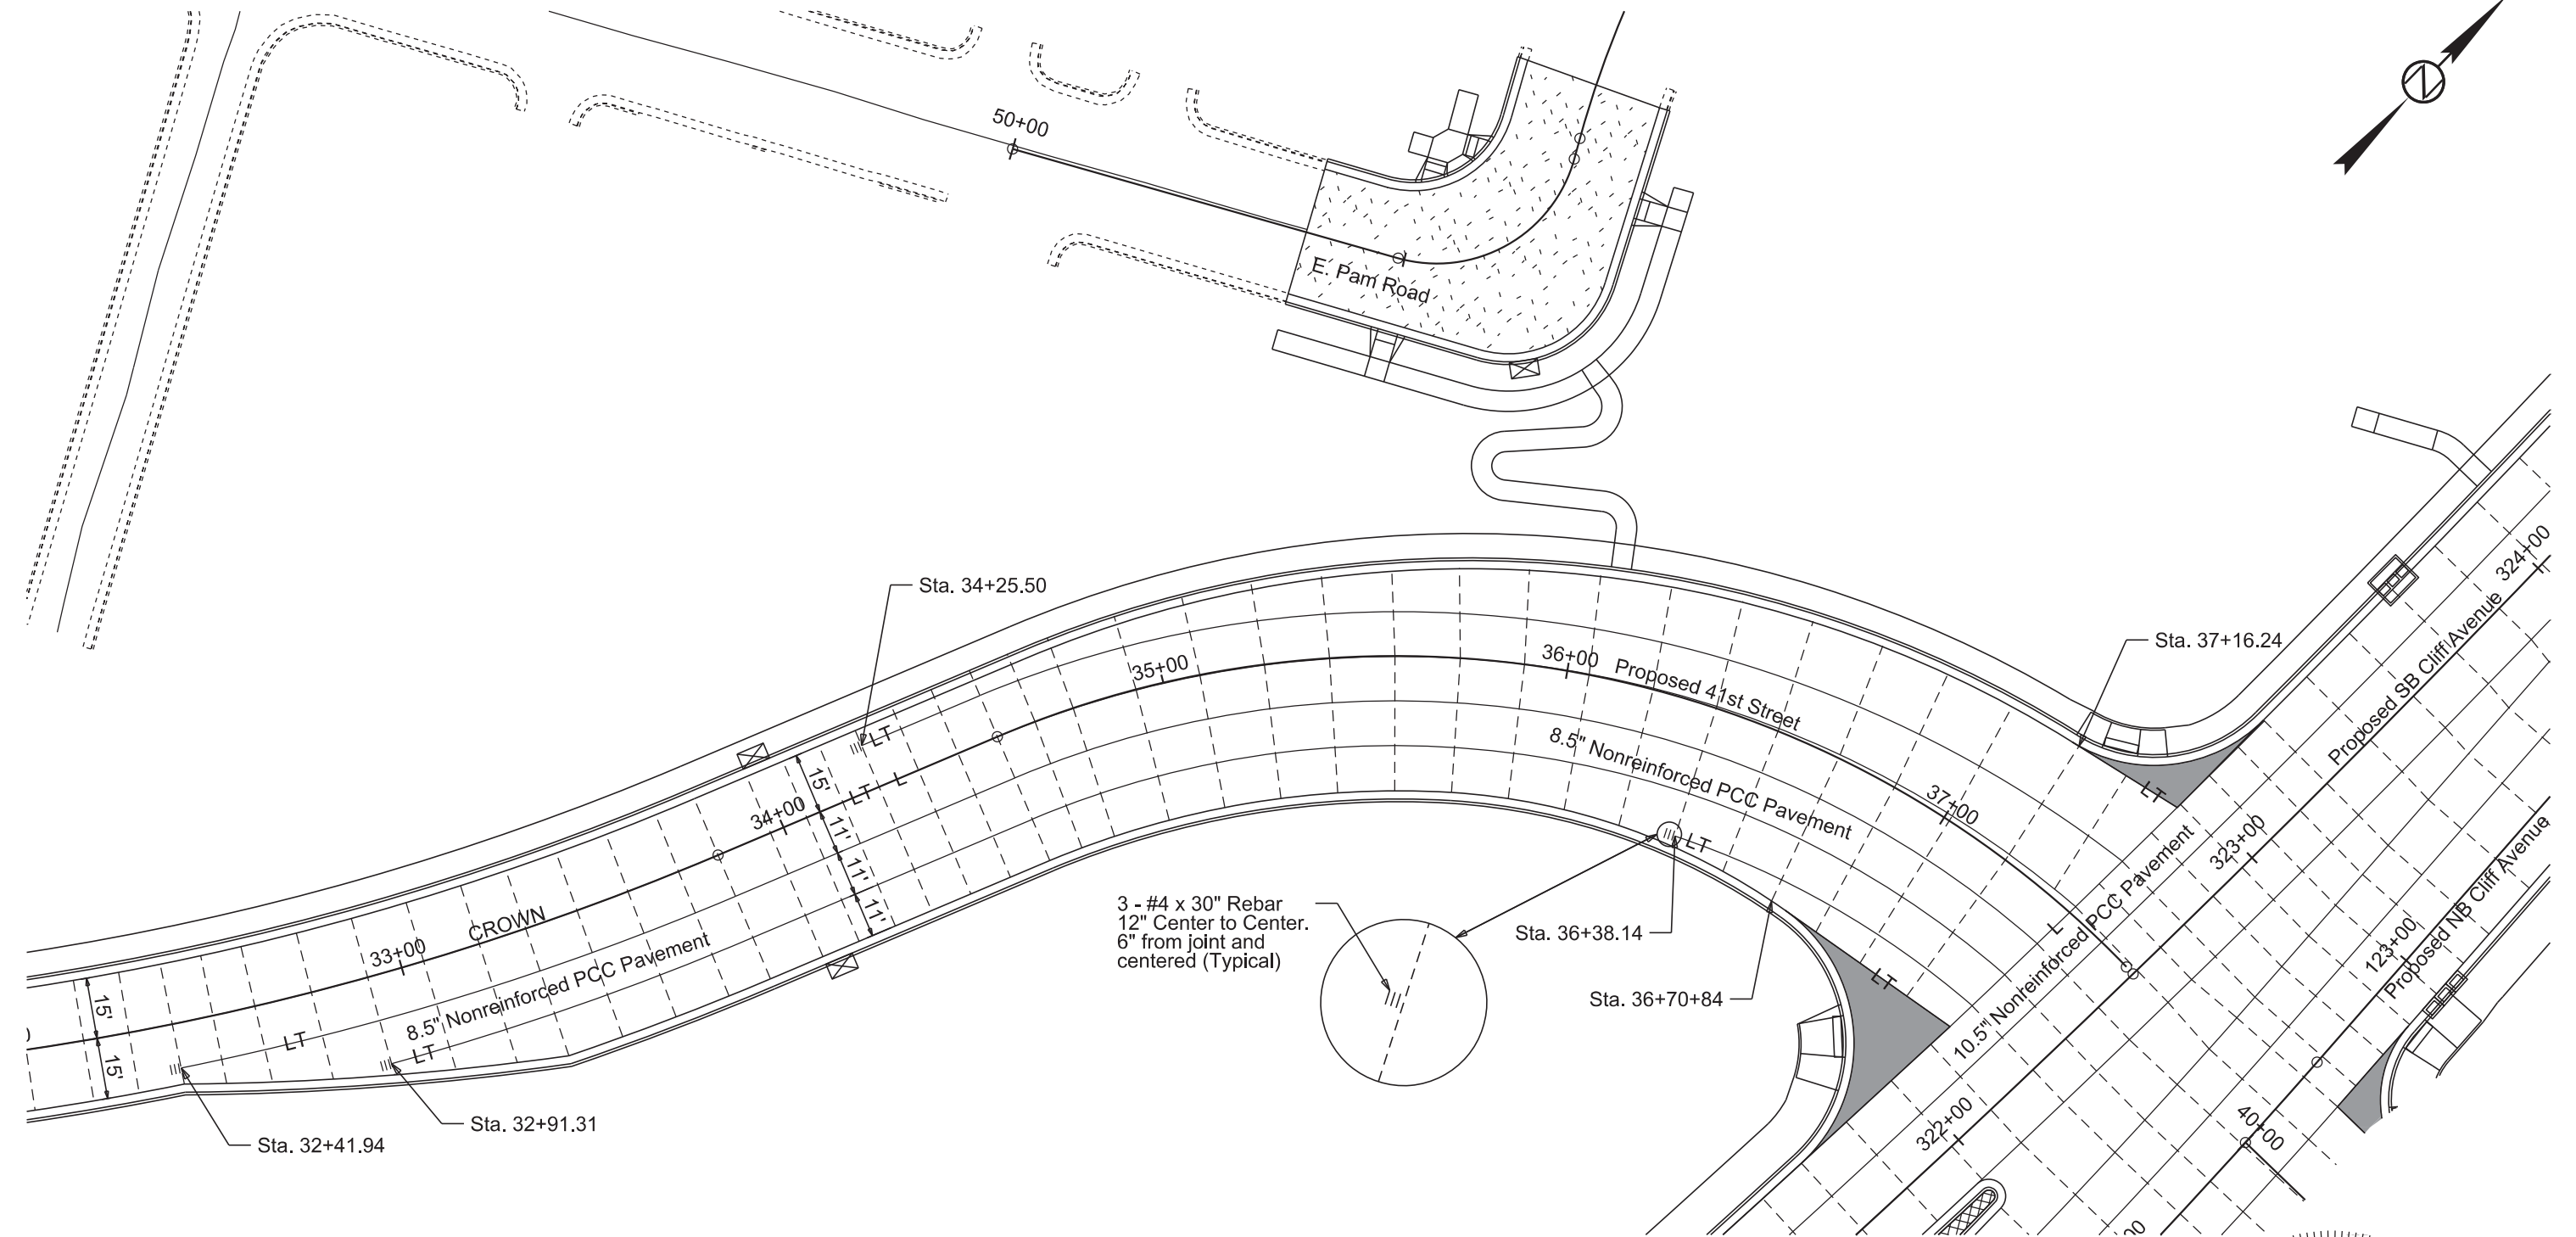 50+00
E. Pam Road
Sta. 34+25.50
324+00
Proposed SB Cliff Avenue
Sta. 37+16.24
35+00
36+00
Proposed 41st Street
8.5" Nonreinforced PCC Pavement
LT
LT
L
15'
11'
11'
11'
34+00
37+00
LT
323+00
10.5" Nonreinforced PCC Pavement
L
Proposed NB Cliff Avenue
123+00
LT
3 - #4 x 30" Rebar
12" Center to Center.
6" from joint and
centered (Typical)
Sta. 36+38.14
Sta. 36+70+84
LT
CROWN
33+00
8.5" Nonreinforced PCC Pavement
15'
15'
LT
LT
Sta. 32+91.31
Sta. 32+41.94
322+00
40+00
00